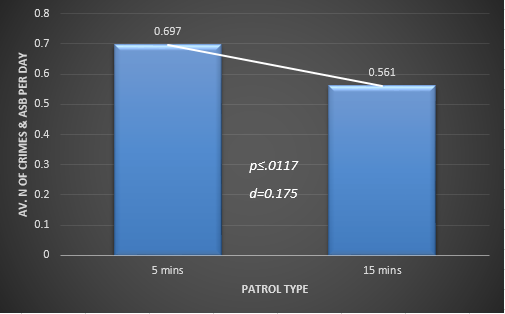 0.8
0.7
0.6
0.5
0.4
0.3
0.2
0.1
0
AV. N OF CRIMES & ASB PER DAY
0.697
0.561
p≤.0117
d=0.175
5 mins
15 mins
PATROL TYPE